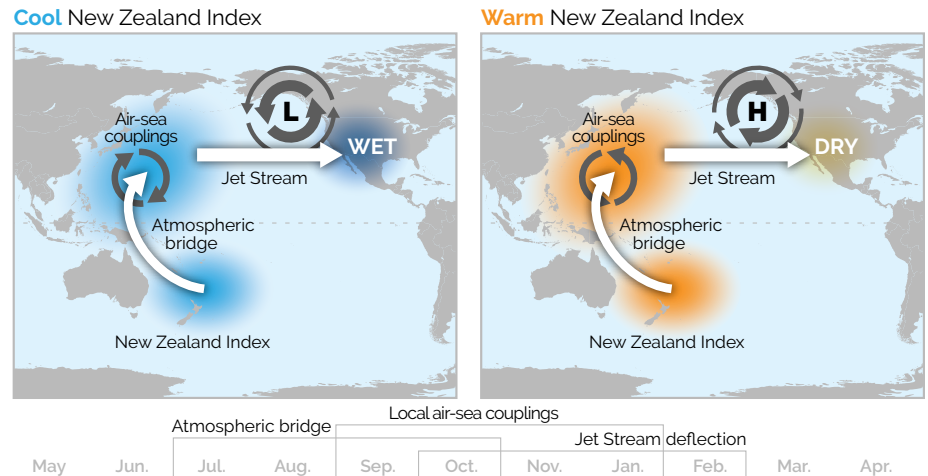 Cool New Zealand Index
Air-sea
couplings
L
WET
Jet Stream
Atmospheric
bridge
New Zealand Index
Warm New Zealand Index
Air-sea
couplings
H
DRY
Jet Stream
Atmospheric
bridge
New Zealand Index
Local air-sea couplings
Atmospheric bridge
Jet Stream deflection
May Jun. Jul. Aug. Sep. Oct. Nov. Jan. Feb. Mar. Apr.